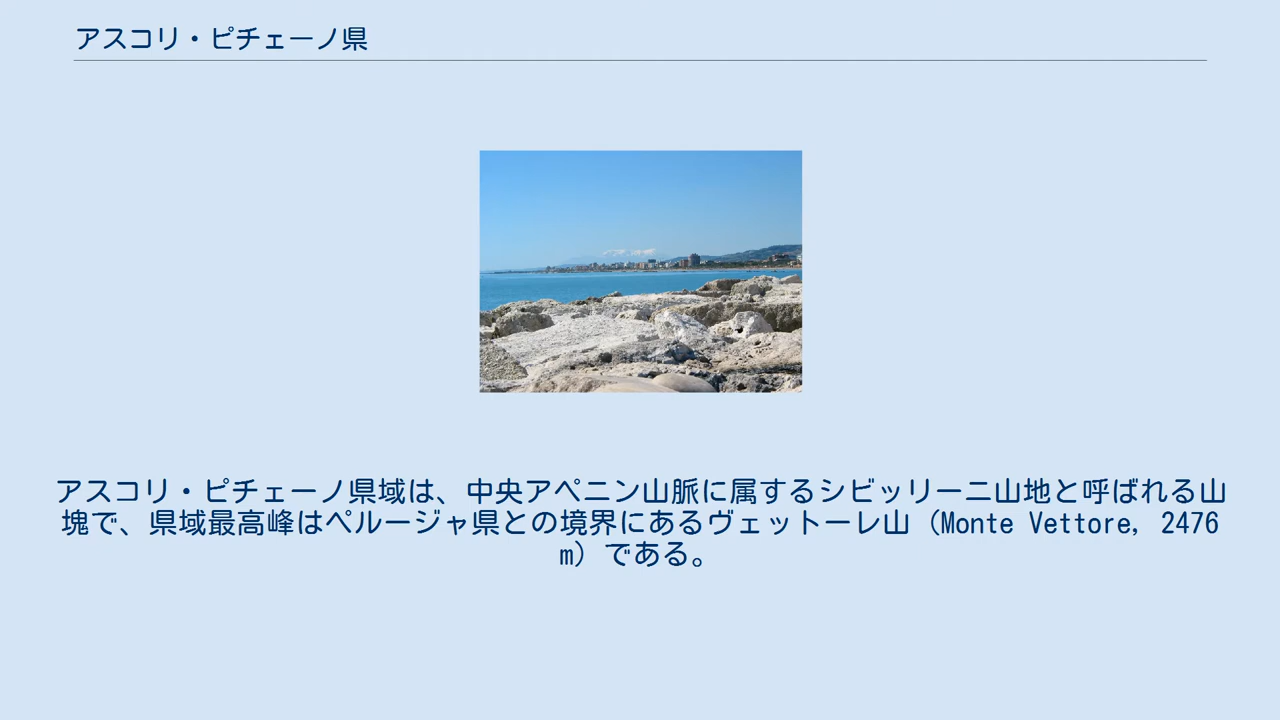 アスコリ・ピチェーノ県
アスコリ・ピチェーノ県域は、中央アペニン山脈に属するシビッリーニ山地と呼ばれる山
塊で、県域最高峰はペルージャ県との境界にあるヴェットーレ山（Monte Vettore, 2476
m）である。